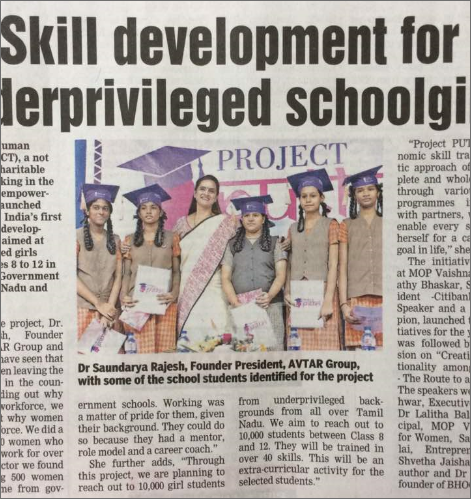 Skill development for
derprivileged schoolgi
uman
CT), a not
haritable
king in the
empower-
aunched
India's first
develop-
aimed at
ed girls
es 8 to 12 in
Government
Nadu and
e project, Dr.
sh, Founder
AR Group and
have seen that
en leaving the
in the coun-
ding out why
workforce, we
why women
orce. We did a
0 women who
work for over
ctor we found
g 500 women
me from gov-
PROJECT
Dr Saundarya Rajesh, Founder President, AVTAR Group,
with some of the school students identified for the project
ernment schools. Working was
a matter of pride for them, given
their background. They could do
so because they had a mentor,
role model and a career coach."
She further adds, "Through
this project, we are planning to
reach out to 10,000 girl students
from underprivileged back-
grounds from all over Tamil
Nadu. We aim to reach out to
10,000 students between Class 8
and 12. They will be trained in
over 40 skills. This will be an
extra-curricular activity for the
selected students."
"Project PUT
nomic skill tra
tic approach of
plete and whol
through vario
programmes i
with partners,
enable every s
herself for a ca
goal in life," she
The initiativ
at MOP Vaishn
athy Bhaskar, S
ident -Citiban
Speaker and a
pion, launched t
tiatives for the y
was followed b
sion on "Creati
tionality among
- The Route to a
The speakers we
hwar, Executiv
Dr Lalitha Bal
cipal, MOP V
for Women, Sa
lai, Entrepren
Shvetha Jaisha
author and Dr
founder of BHO